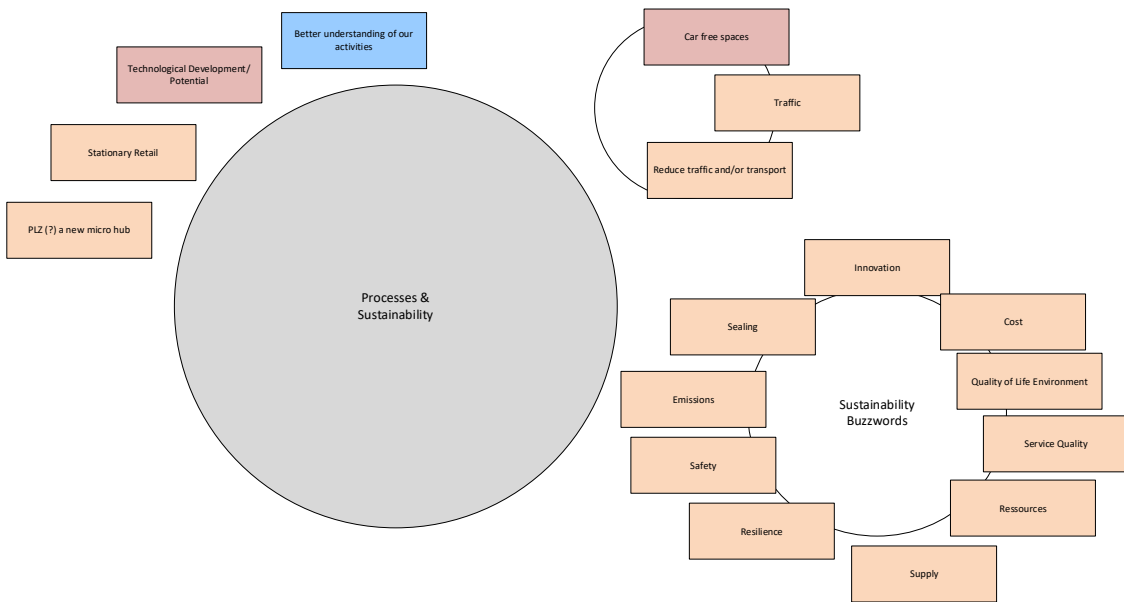 Better understanding of our
activities
Technological Development/
Potential
Stationary Retail
PLZ (?) a new micro hub
Processes &
Sustainability
Car free spaces
Traffic
Reduce traffic and/or transport
Innovation
Cost
Sealing
Quality of Life Environment
Emissions
Sustainability
Buzzwords
Service Quality
Safety
Ressources
Resilience
Supply